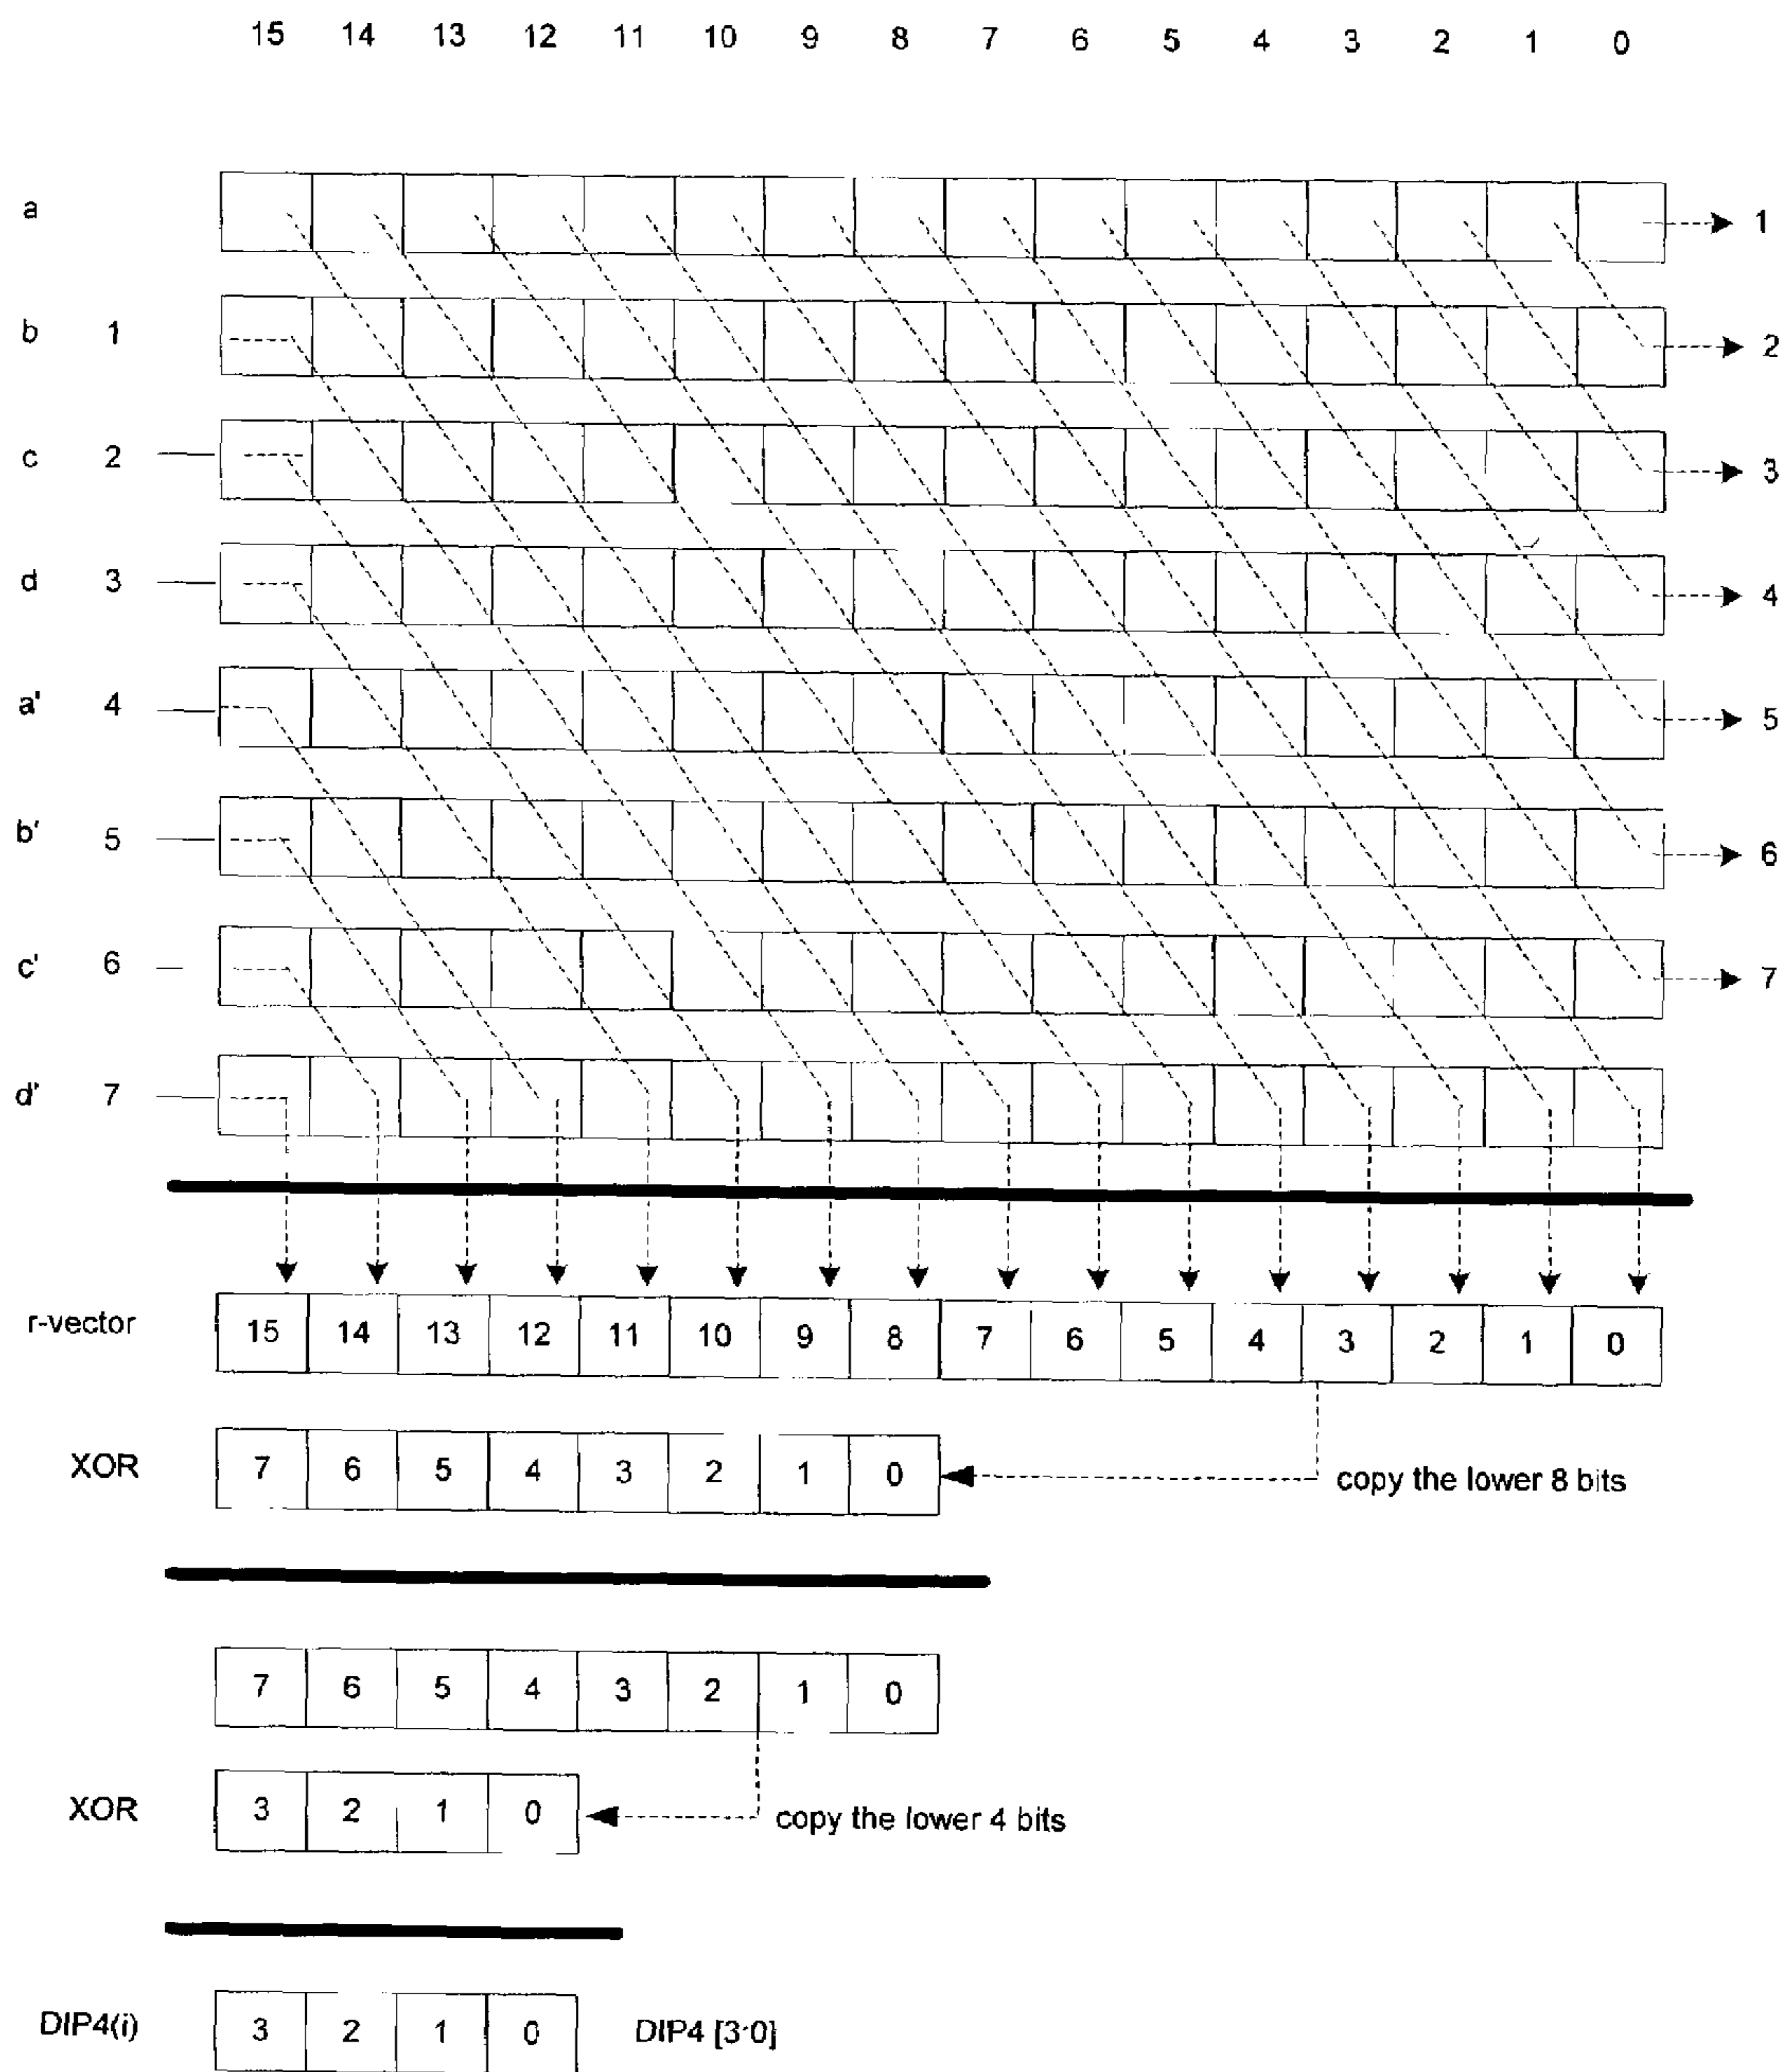 15 14 13 12 11 10 9 8 7 6 5 4 3 2 1 0
a 1
b 1 2
c 2 3
d 3 4
a' 4 5
b' 5 6
c' 6 7
d' 7
r-vector 15 14 13 12 11 10 9 8 7 6 5 4 3 2 1 0
XOR 7 6 5 4 3 2 1 0 copy the lower 8 bits
7 6 5 4 3 2 1 0
XOR 3 2 1 0 copy the lower 4 bits
DIP4(i) 3 2 1 0 DIP4 [3:0]